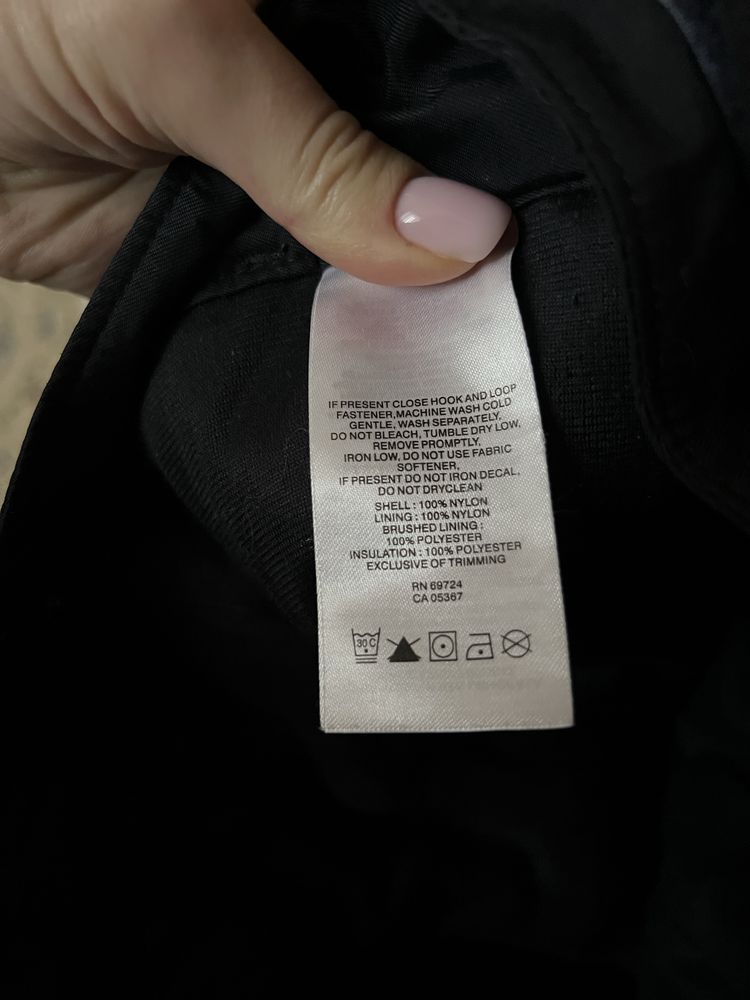 IF PRESENT CLOSE HOOK AND LOOP
FASTENER,MACHINE WASH COLD
GENTLE, WASH SEPARATELY,
DO NOT BLEACH, TUMBLE DRY LOW,
REMOVE PROMPTLY,
IRON LOW, DO NOT USE FABRIC
SOFTENER,
IF PRESENT DO NOT IRON DECAL.
DO NOT DRYCLEAN
SHELL : 100% NYLON
LINING : 100% NYLON
BRUSHED LINING :
100% POLYESTER
INSULATION : 100% POLYESTER
EXCLUSIVE OF TRIMMING
RN 69724
CA 05367
30 C